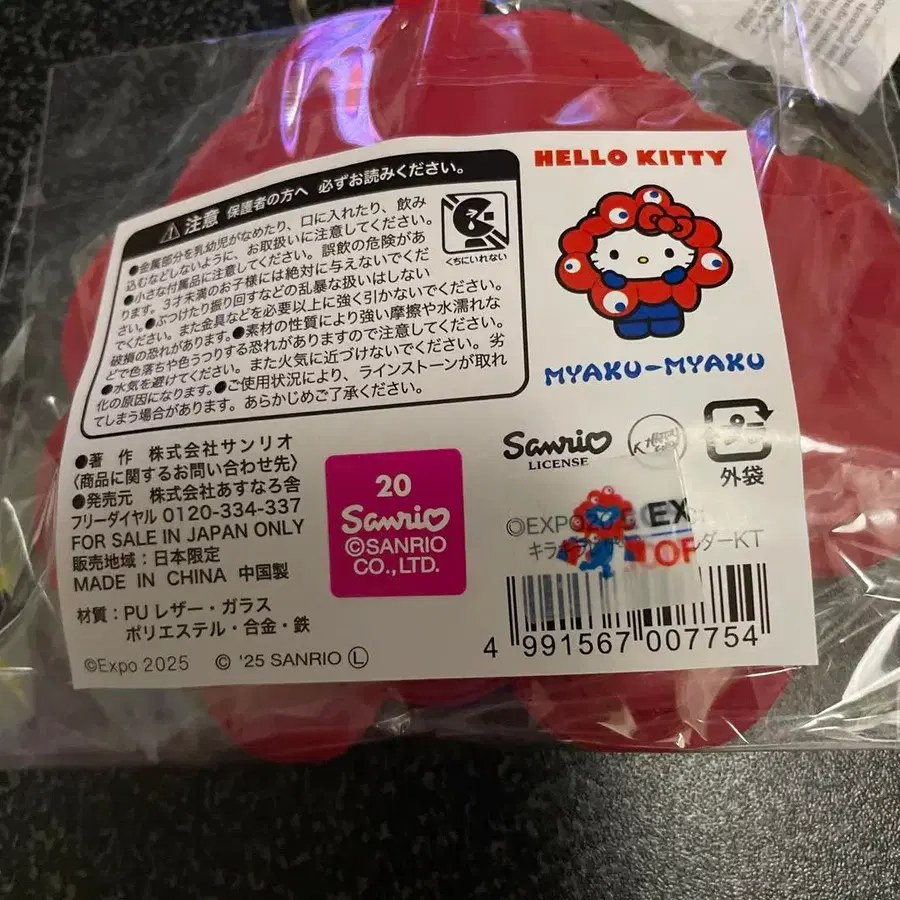 注意 保護者の方へ 必ずお読みください。
●金属部分を乳幼児がなめたり、口に入れたり、飲み
込むなどしないように、お取扱いに注意してください。
●小さな付属品に注意してください。誤飲の危険があ
ります。3才未満のお子様には絶対に与えないでくだ
さい。●ぶつけたり振り回すなどの乱暴な扱いはしない
でください。また金具などを必要以上に強く引かないでください。
破損の恐れがあります。●素材の性質により強い摩擦や水濡れな
どで色落ちや色うつりする恐れがありますので注意してください。
●水気を避けてください。また火気に近づけないでください。劣
化の原因になります。●ご使用状況により、ラインストーンが取れ
てしまう場合があります。あらかじめご了承ください。
くちにいれない
HELLO KITTY
MYAKU-MYAKU
●著 作 株式会社サンリオ
〈商品に関するお問い合わせ先〉
●発売元 株式会社あすなろ舎
フリーダイヤル 0120-334-337
FOR SALE IN JAPAN ONLY
販売地域:日本限定
MADE IN CHINA 中国製
材質:PU レザー・ガラス
ポリエステル・合金・鉄
©Expo 2025 © '25 SANRIO Ⓛ
20
Sanrio
©SANRIO
CO., LTD.
Sanrio
LICENSE
プラ
外袋
©EXPO
EX
OF
ダーKT
4 991567 007754